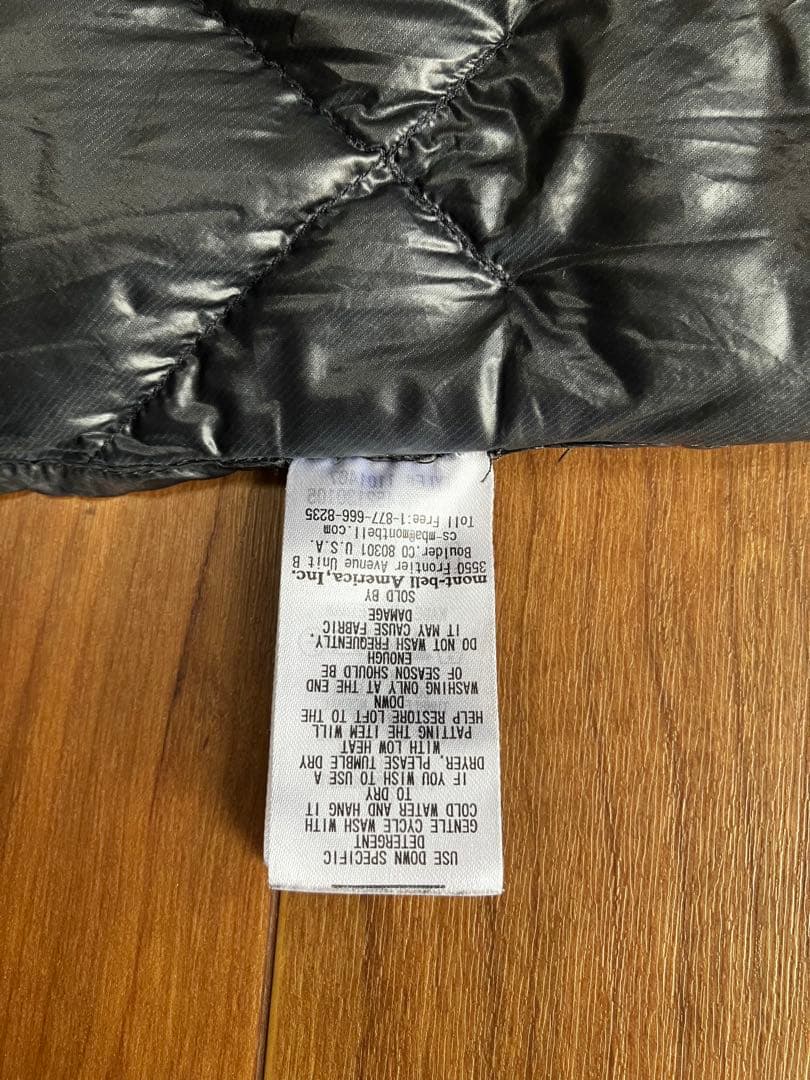 USE DOWN SPECIFIC
DETERGENT
GENTLE CYCLE WASH WITH
COLD WATER AND HANG IT
TO DRY
IF YOU WISH TO USE A
DRYER. PLEASE TUMBLE DRY
WITH LOW HEAT
PATTING THE ITEM WILL
HELP RESTORE LOFT TO THE
DOWN
WASHING ONLY AT THE END
OF SEASON SHOULD BE
ENOUGH
DO NOT WASH FREQUENTLY.
IT MAY CAUSE FABRIC
DAMAGE
SOLD BY
mont-bell America,Inc.
3550 Frontier Avenue Unit B
Boulder.CO 80301 U.S.A.
cs-mba@montbell.com
Toll Free:1-877-666-8235